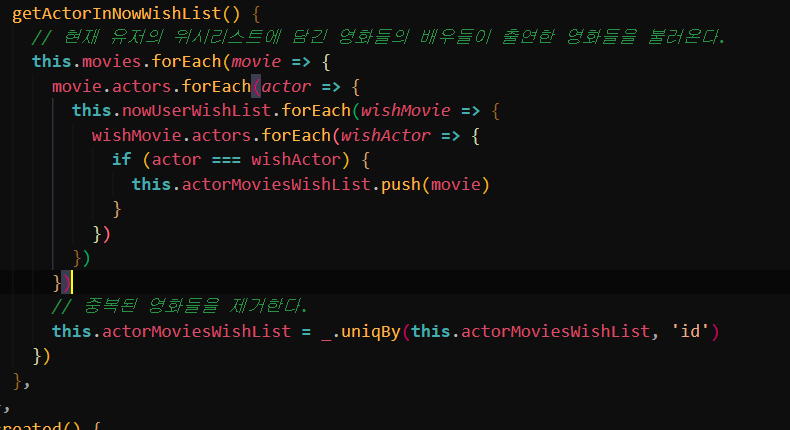 getActorInNowWishList() {
// 현재 유저의 위시리스트에 담긴 영화들의 배우들이 출연한 영화들을 불러온다.
this.movies.forEach(movie => {
movie.actors.forEach(actor => {
this.nowUserWishList.forEach(wishMovie => {
wishMovie.actors.forEach(wishActor => {
if (actor === wishActor) {
this.actorMoviesWishList.push(movie)
}
})
})
})
// 중복된 영화들을 제거한다.
this.actorMoviesWishList = _.uniqBy(this.actorMoviesWishList, 'id')
})
},
,
created() {